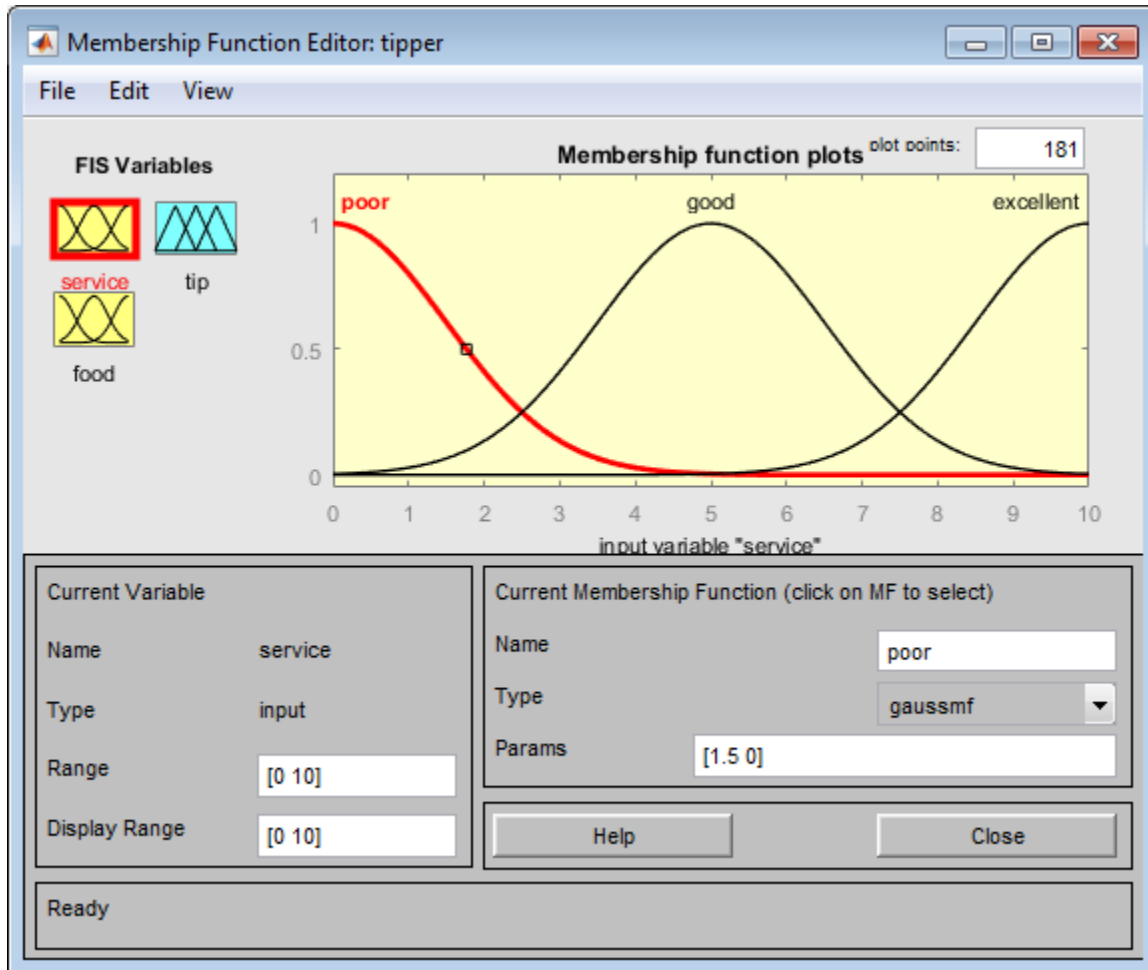 Membership Function Editor: tipper
File Edit View
FIS Variables
service
tip
food
Membership function plots
plot points:
181
poor
good
excellent
1
0.5
0
0 1 2 3 4 5 6 7 8 9 10
input variable "service"
Current Variable
Name service
Type input
Range [0 10]
Display Range [0 10]
Current Membership Function (click on MF to select)
Name poor
Type gaussmf
Params [1.5 0]
Help Close
Ready